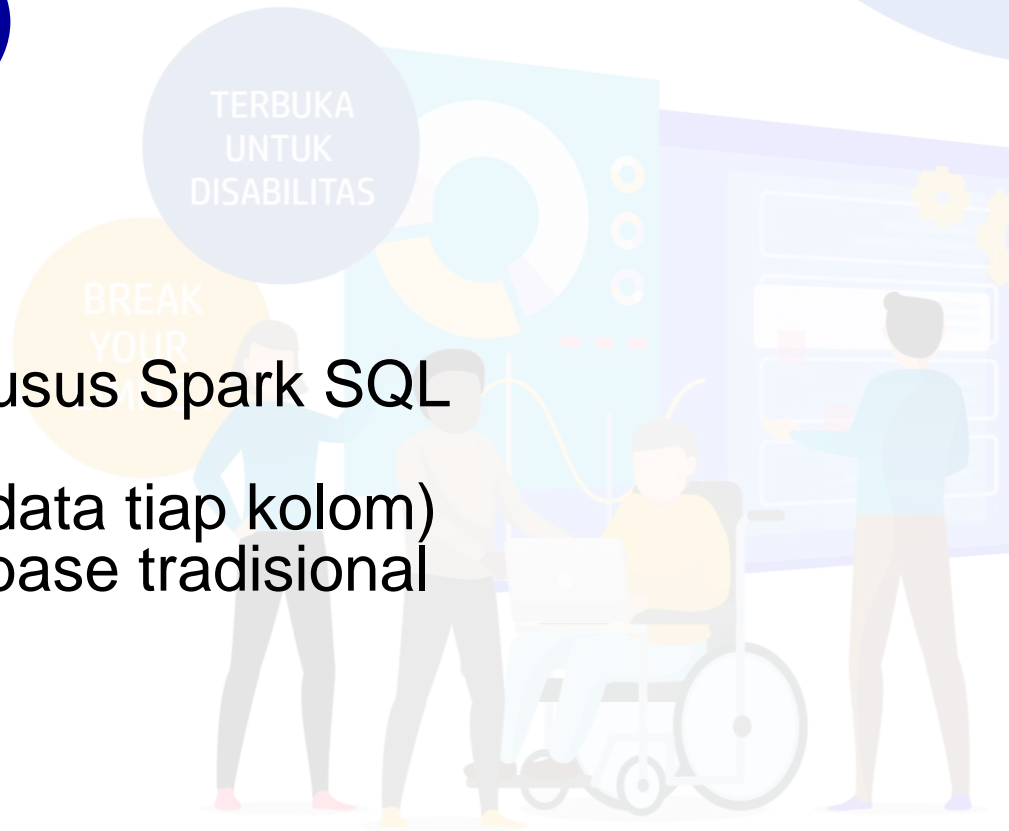 TERBUKA
UNTUK
DISABILITAS
BREAK
YOUR
usus Spark SQL
data tiap kolom)
base tradisional